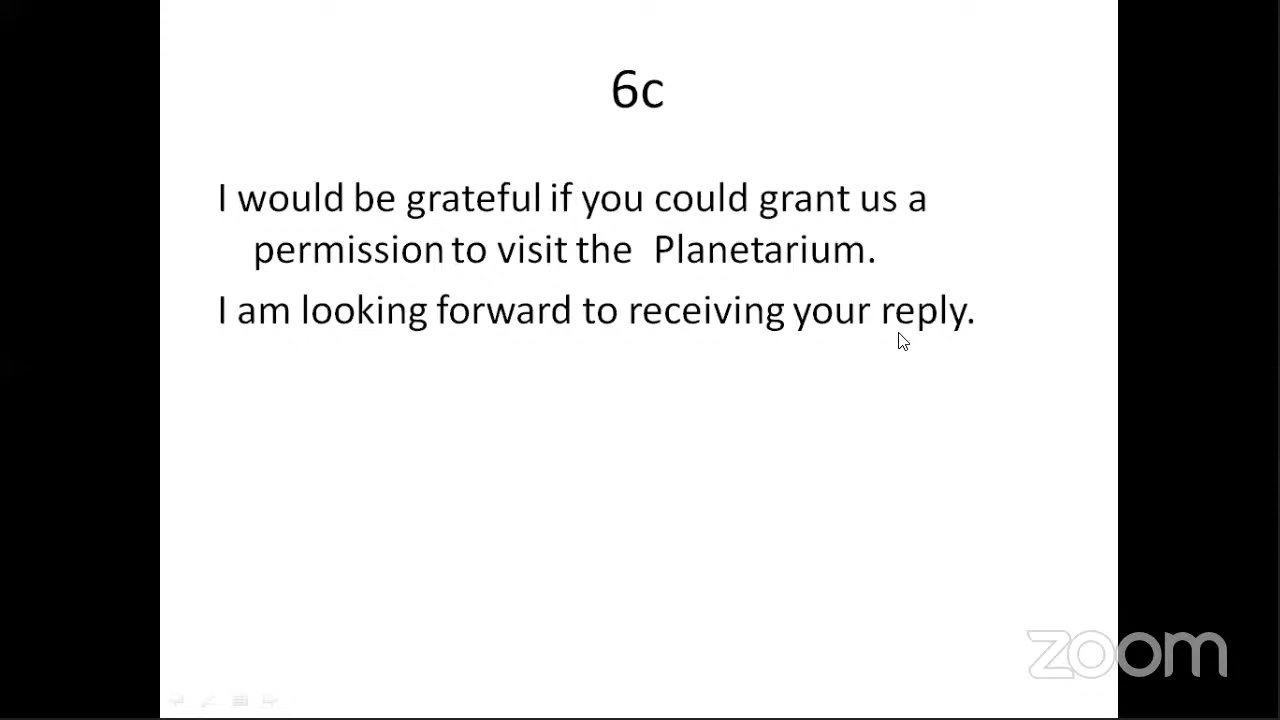 6c
I would be grateful if you could grant us a
permission to visit the Planetarium.
I am looking forward to receiving your reply.
zoom